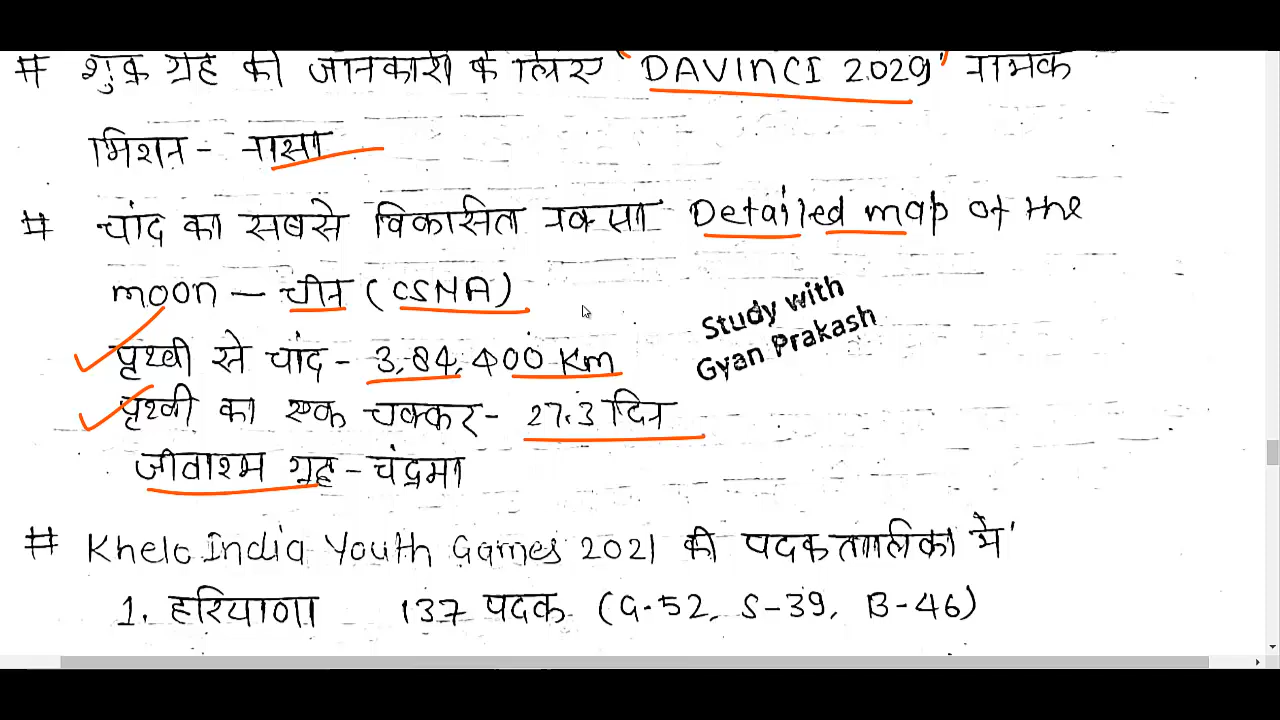 # शुक्र ग्रह की जानकारी के लिए 'DAVINCI 2029' नामक
मिशन - नासा
# चांद का सबसे विकासित नक्सा Detailed map of the
moon - चीन (CSNA)
Study with
Gyan Prakash
पृथ्वी से चांद - 3,84,400 Km
पृथ्वी का एक चक्कर - 27.3 दिन
जीवाश्म ग्रह - चंद्रमा
# Khelo India Youth Games 2021 की पदक तालिका में
1. हरियाणा 137 पदक (G-52, S-39, B-46)